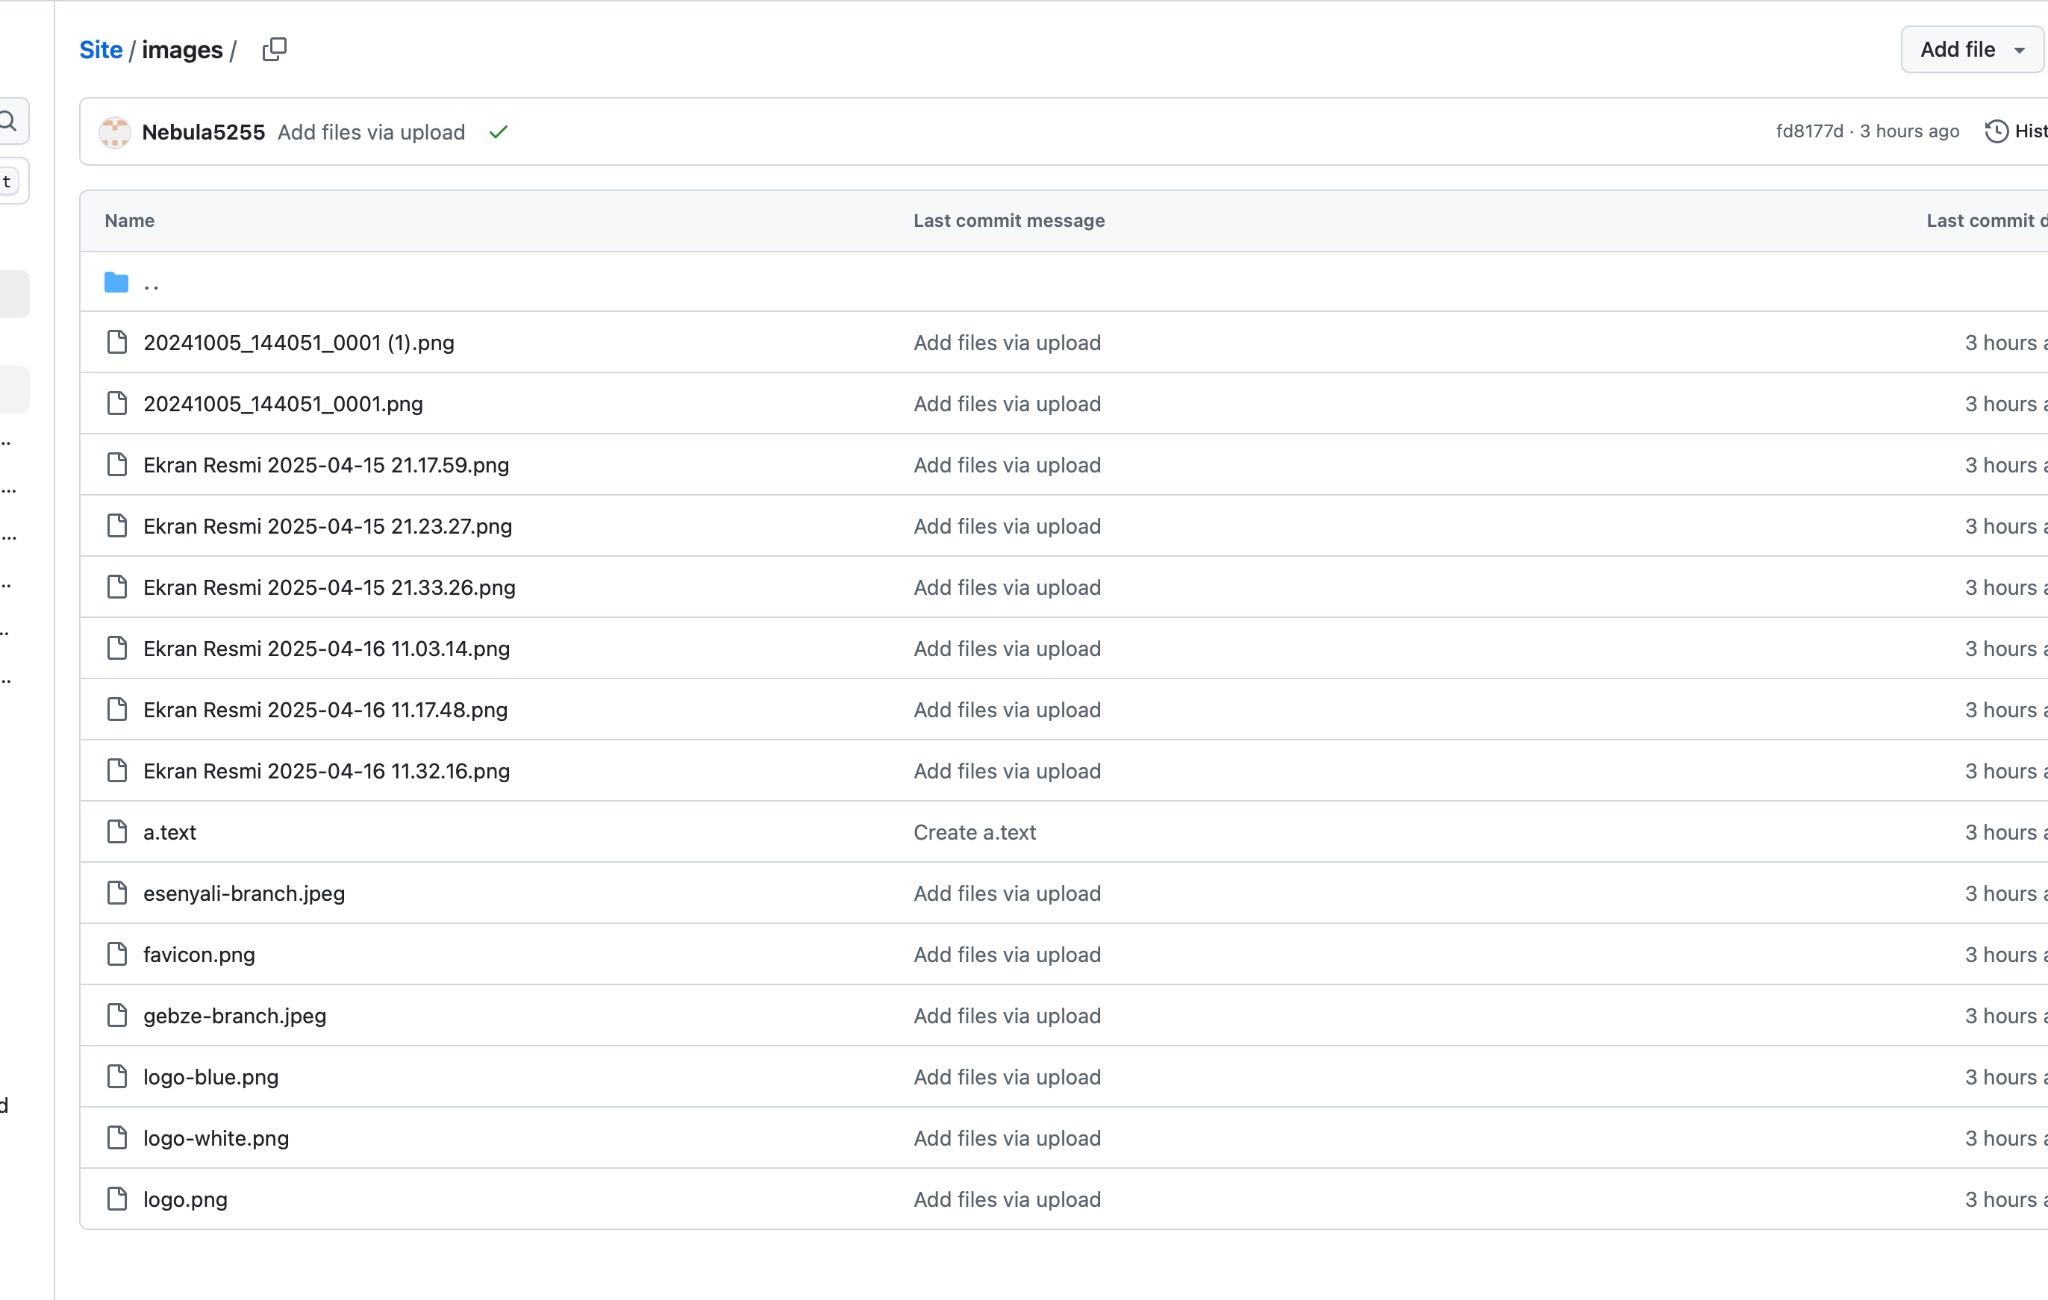 Site / images /
Add file
t
Nebula5255 Add files via upload
fd8177d · 3 hours ago
Hist
Name Last commit message Last commit d
..
20241005_144051_0001 (1).png Add files via upload 3 hours a
20241005_144051_0001.png Add files via upload 3 hours a
Ekran Resmi 2025-04-15 21.17.59.png Add files via upload 3 hours a
Ekran Resmi 2025-04-15 21.23.27.png Add files via upload 3 hours a
Ekran Resmi 2025-04-15 21.33.26.png Add files via upload 3 hours a
Ekran Resmi 2025-04-16 11.03.14.png Add files via upload 3 hours a
Ekran Resmi 2025-04-16 11.17.48.png Add files via upload 3 hours a
Ekran Resmi 2025-04-16 11.32.16.png Add files via upload 3 hours a
a.text Create a.text 3 hours a
esenyali-branch.jpeg Add files via upload 3 hours a
favicon.png Add files via upload 3 hours a
gebze-branch.jpeg Add files via upload 3 hours a
logo-blue.png Add files via upload 3 hours a
d
logo-white.png Add files via upload 3 hours a
logo.png Add files via upload 3 hours a